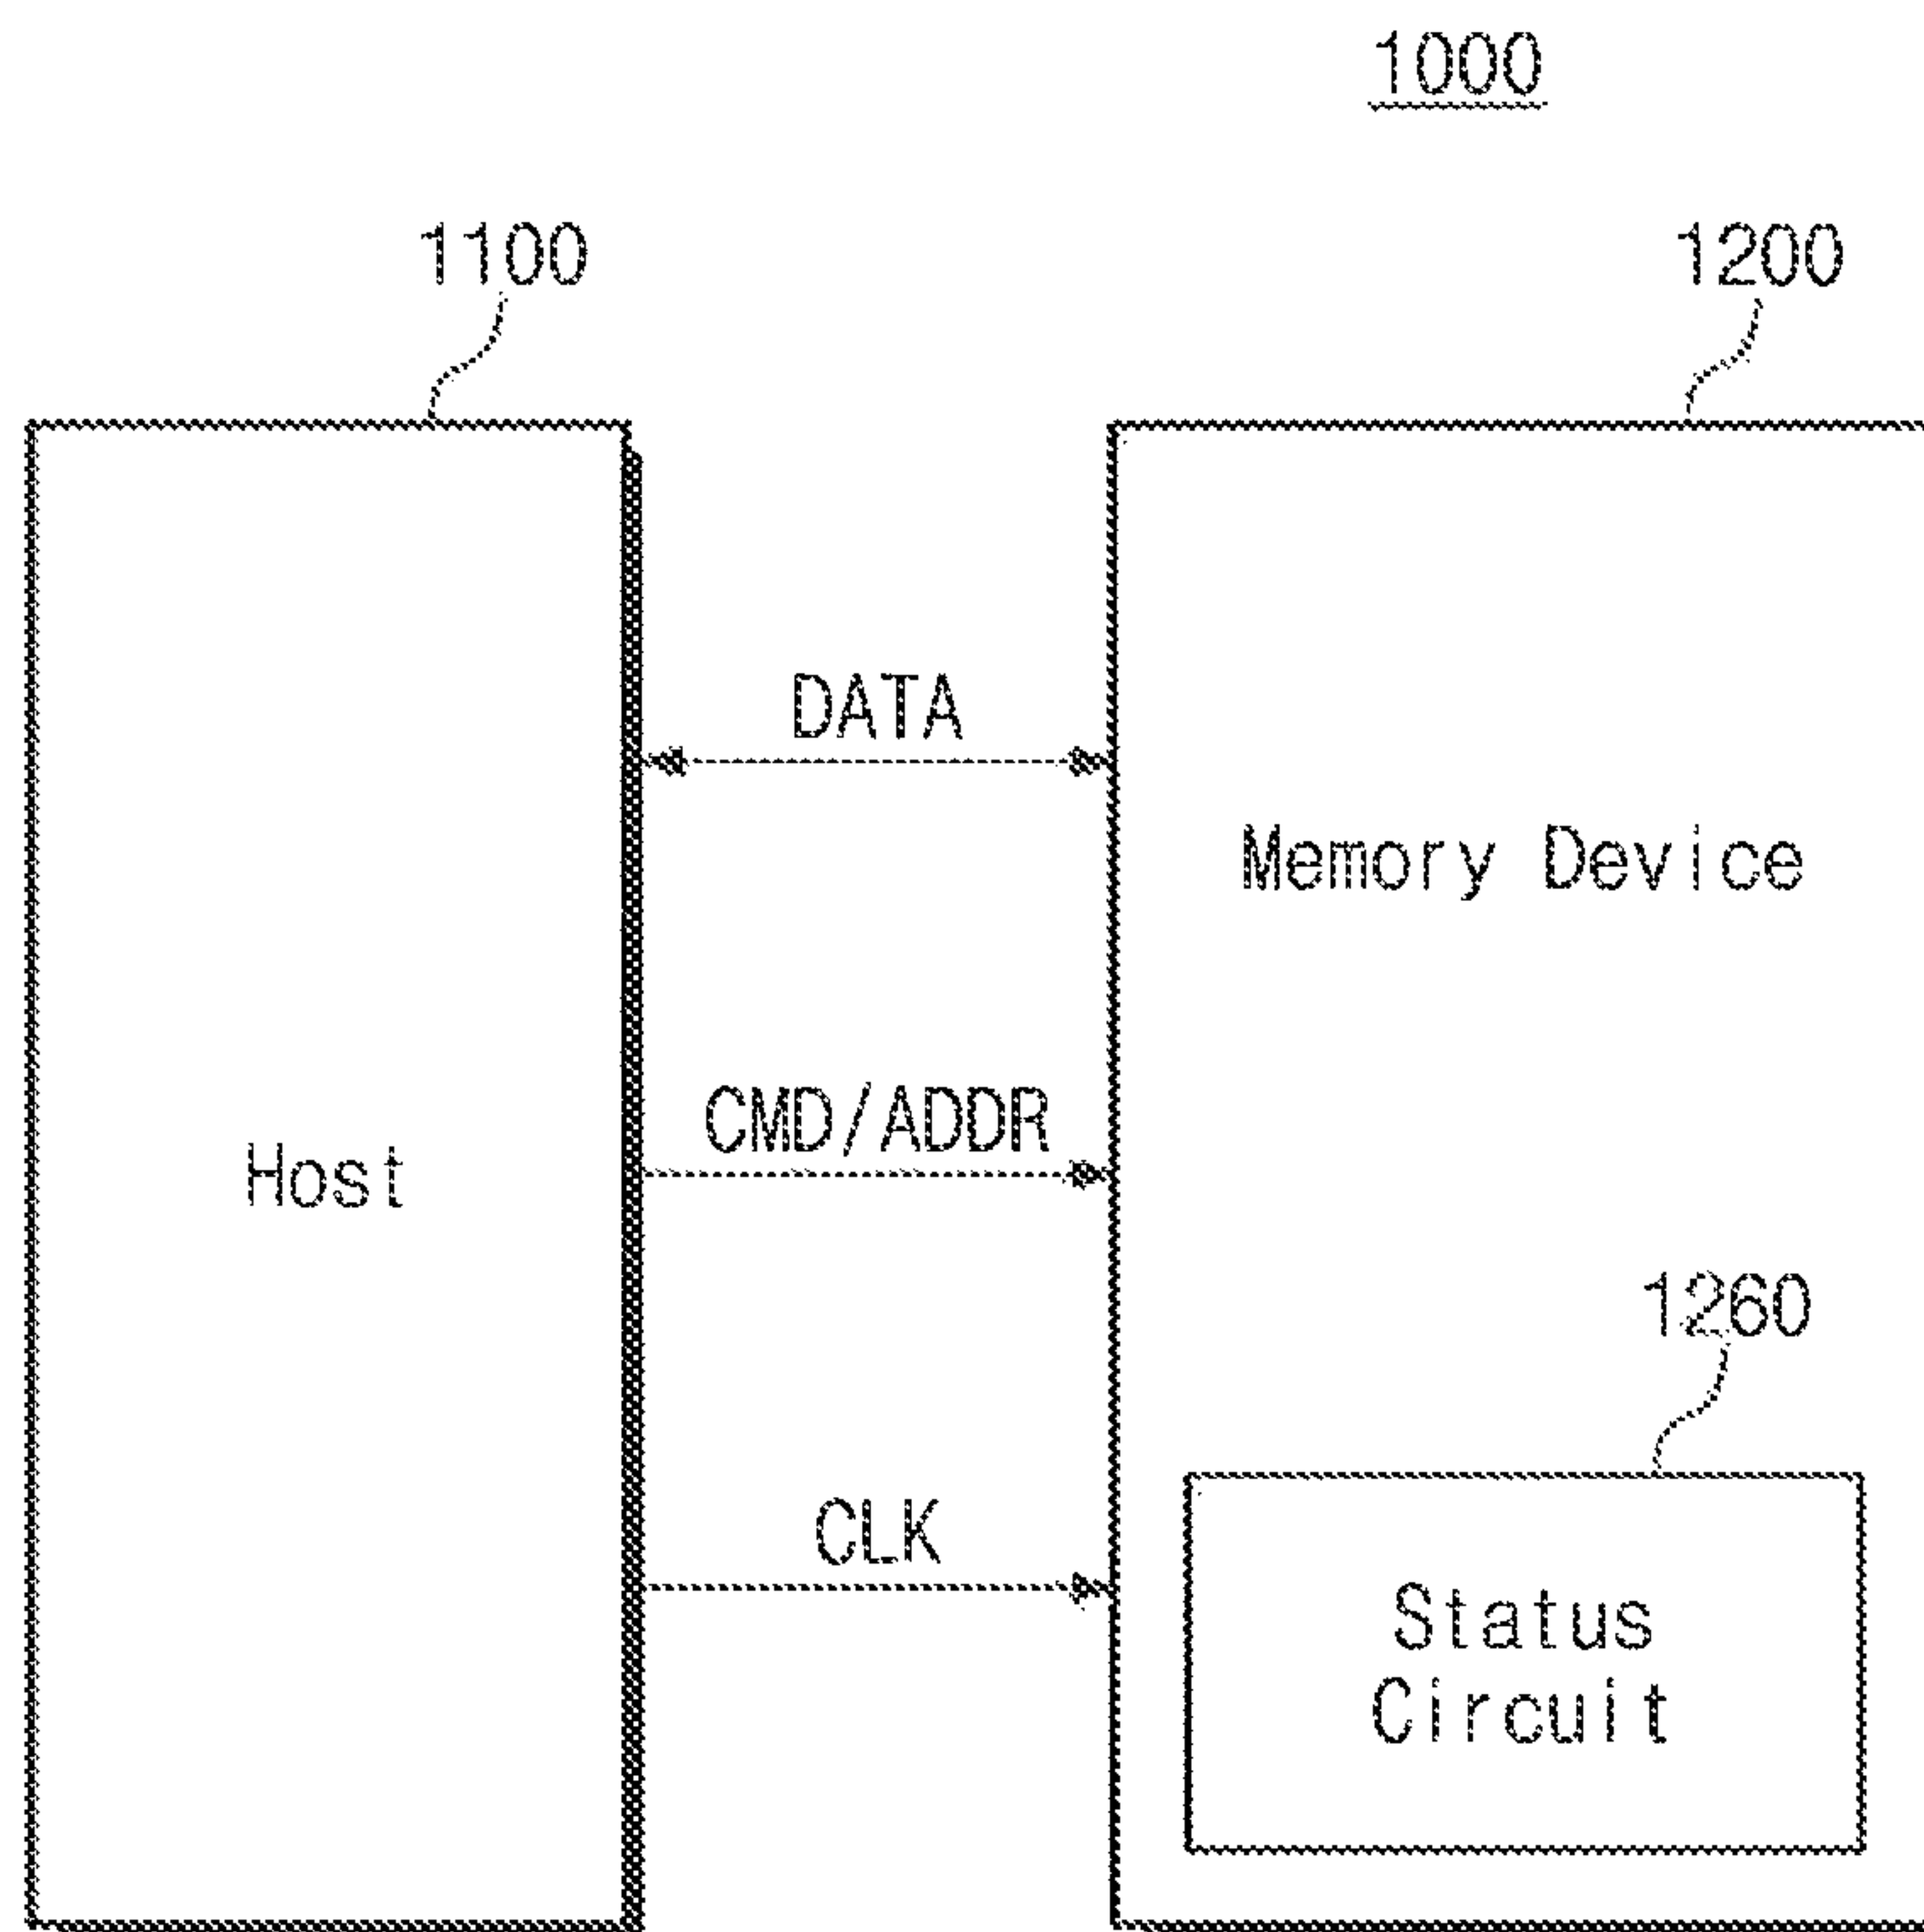 1000
1100
1200
DATA
Memory Device
CMD/ADDR
Host
1260
CLK
Status
Circuit